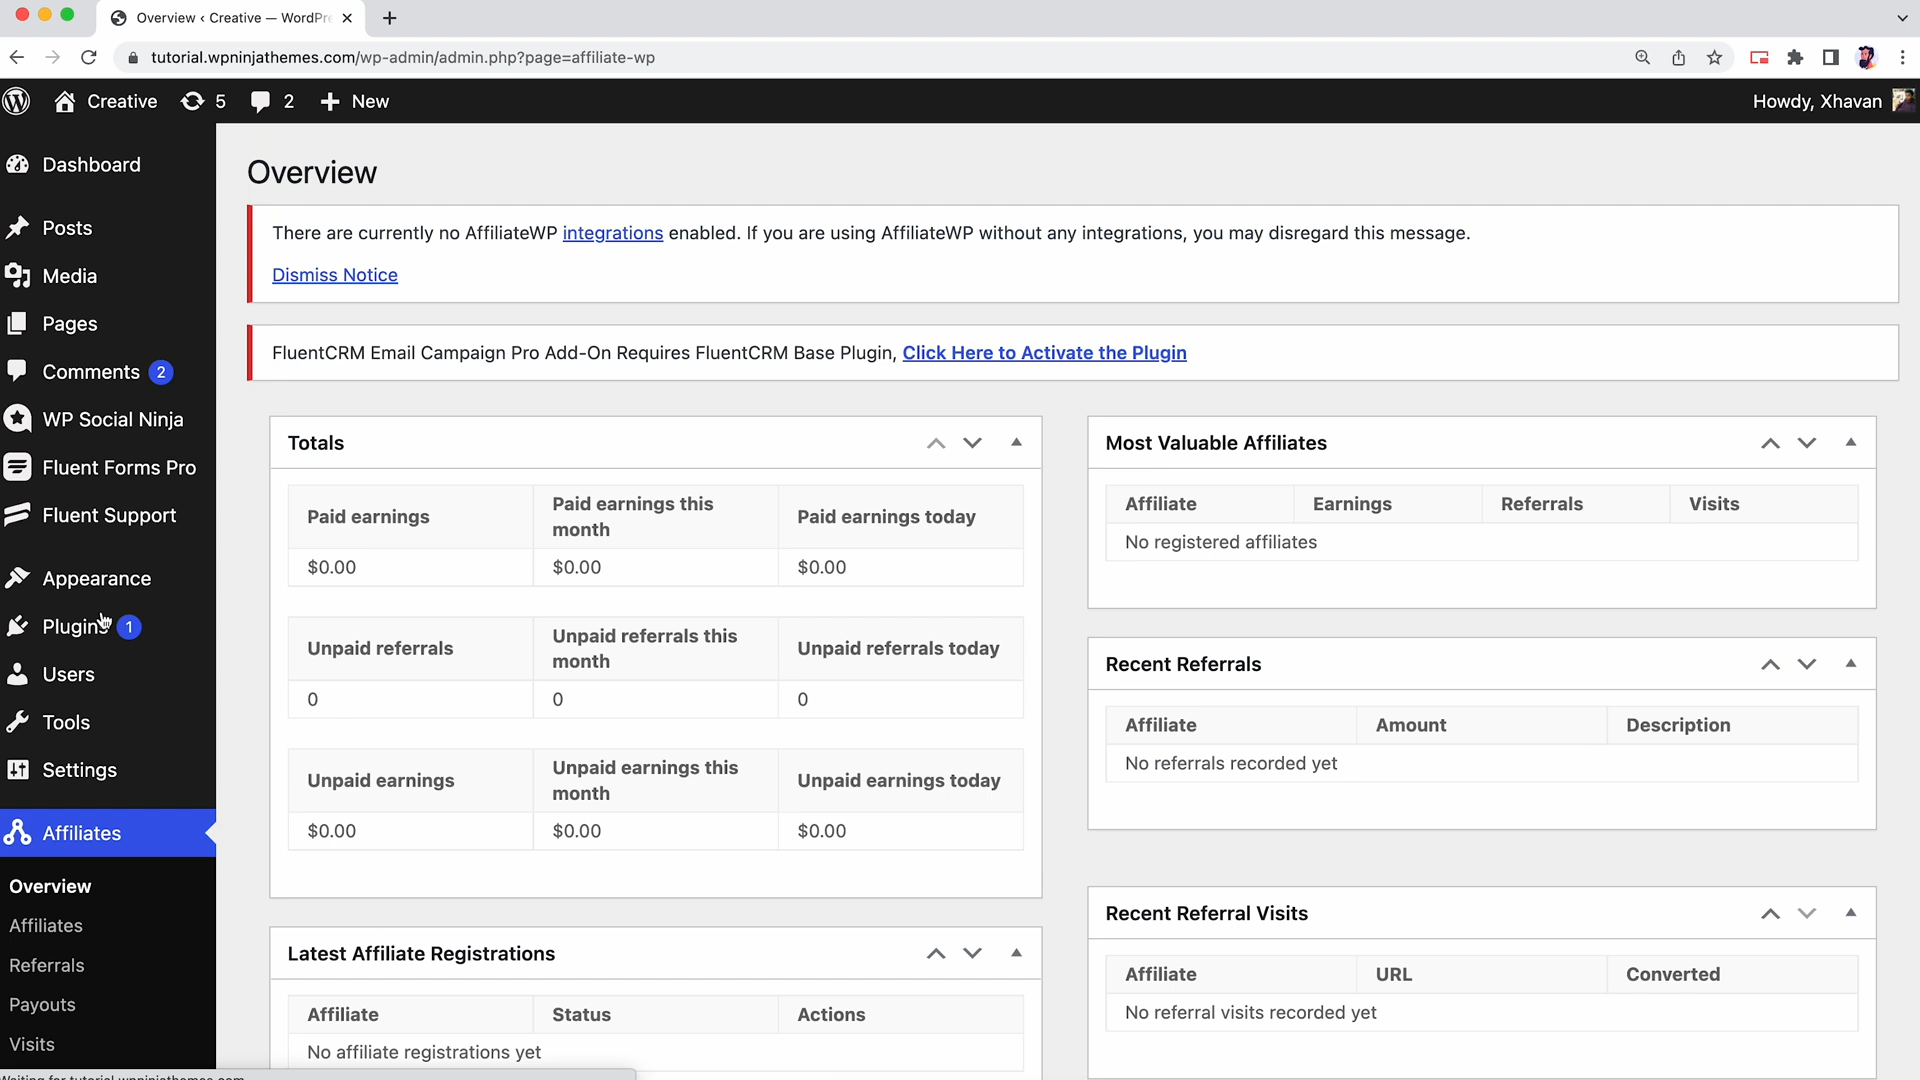 Overview ‹ Creative — WordPre
tutorial.wpninjathemes.com/wp-admin/admin.php?page=affiliate-wp
Creative 5 2 New Howdy, Xhavan
Dashboard
Posts
Media
Pages
Comments 2
WP Social Ninja
Fluent Forms Pro
Fluent Support
Appearance
Plugins 1
Users
Tools
Settings
Affiliates
Overview
Affiliates
Referrals
Payouts
Visits
Overview
There are currently no AffiliateWP integrations enabled. If you are using AffiliateWP without any integrations, you may disregard this message.
Dismiss Notice
FluentCRM Email Campaign Pro Add-On Requires FluentCRM Base Plugin, Click Here to Activate the Plugin
Totals
Paid earnings Paid earnings this month Paid earnings today
$0.00 $0.00 $0.00
Unpaid referrals Unpaid referrals this month Unpaid referrals today
0 0 0
Unpaid earnings Unpaid earnings this month Unpaid earnings today
$0.00 $0.00 $0.00
Latest Affiliate Registrations
Affiliate Status Actions
No affiliate registrations yet
Most Valuable Affiliates
Affiliate Earnings Referrals Visits
No registered affiliates
Recent Referrals
Affiliate Amount Description
No referrals recorded yet
Recent Referral Visits
Affiliate URL Converted
No referral visits recorded yet